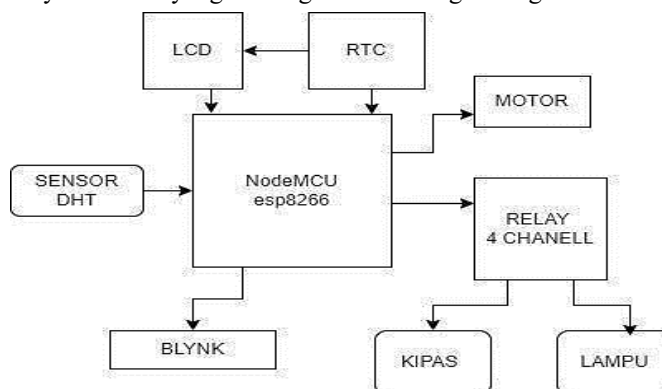 LCD
RTC
MOTOR
SENSOR
DHT
NodeMCU
esp8266
RELAY
4 CHANELL
BLYNK
KIPAS
LAMPU